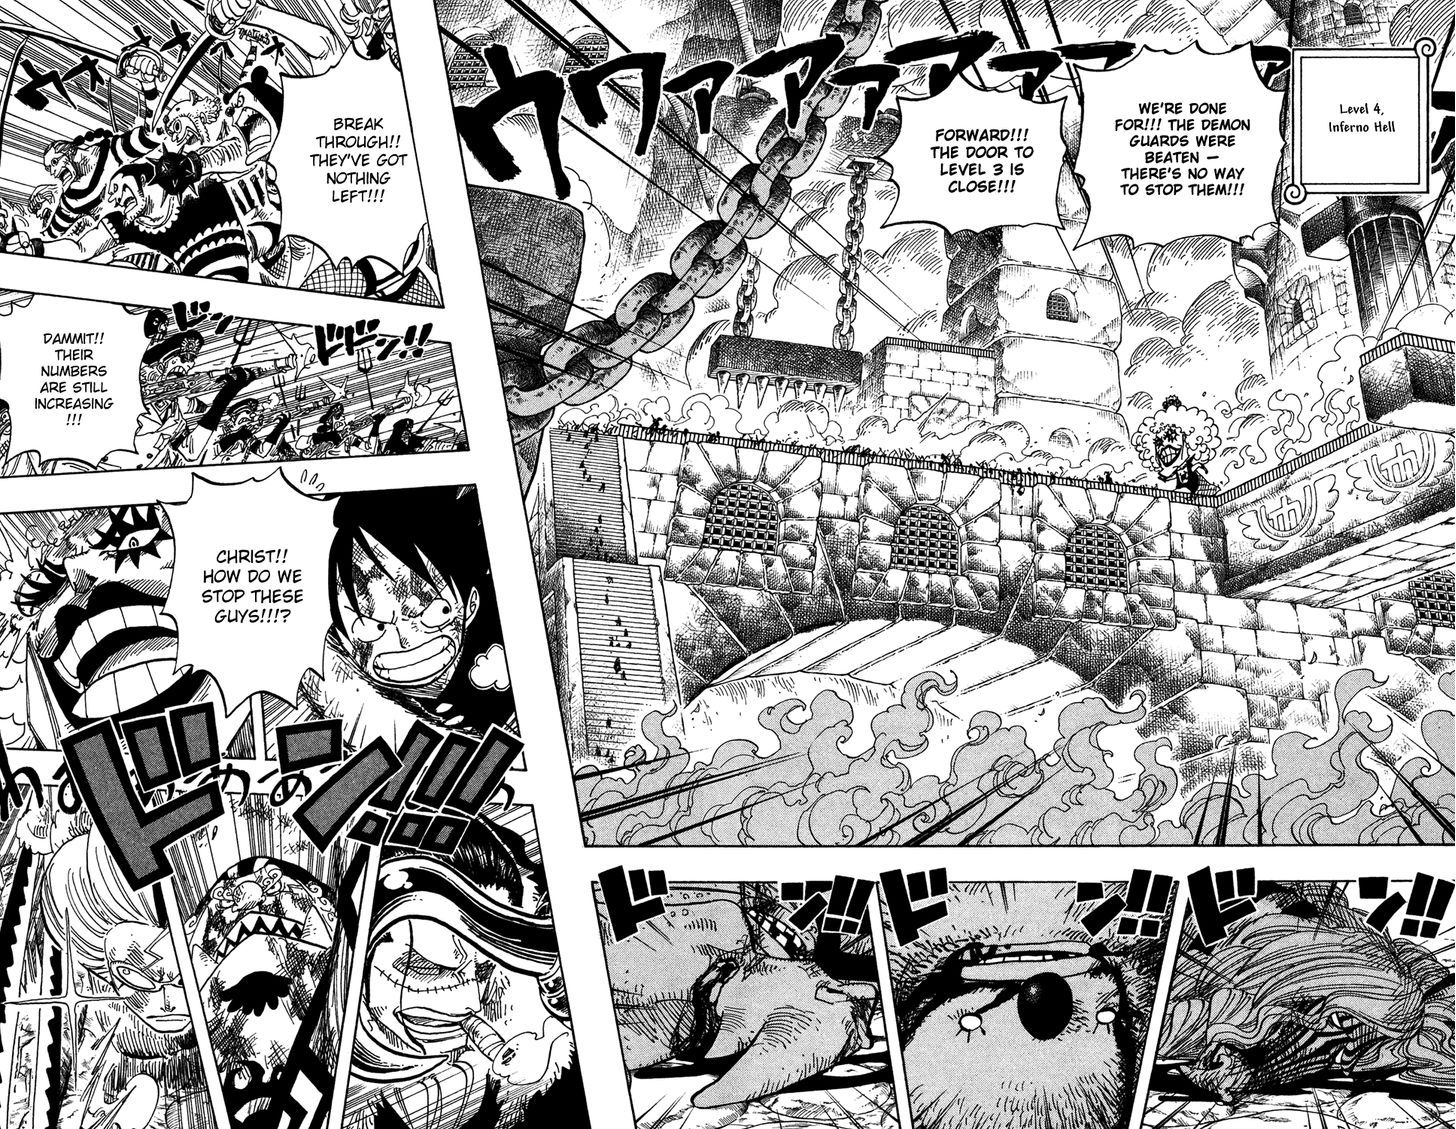 Level 4,
Inferno Hell
WE'RE DONE
FOR!!! THE DEMON
GUARDS WERE
BEATEN —
THERE'S NO WAY
TO STOP THEM!!!
FORWARD!!!
THE DOOR TO
LEVEL 3 IS
CLOSE!!!
ウワァァァァァァ
ドン!!
ドン!!
ドン!!
BREAK
THROUGH!!
THEY'VE GOT
NOTHING
LEFT!!!
ドン
ドドン!!
DAMMIT!!
THEIR
NUMBERS
ARE STILL
INCREASING
!!!
CHRIST!!
HOW DO WE
STOP THESE
GUYS!!!?
ドン!!!